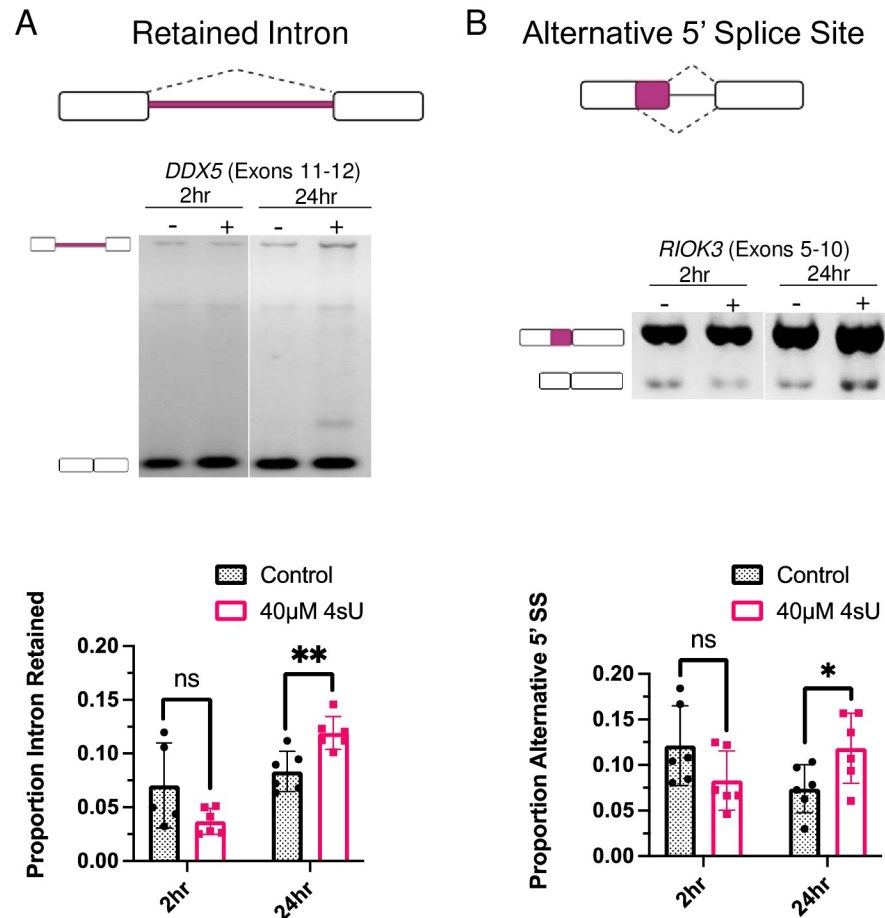 A
Retained Intron
DDX5 (Exons 11-12)
2hr
24hr
-
+
-
+
Control
40µM 4sU
Proportion Intron Retained
0.20
0.15
0.10
0.05
0.00
ns
**
2hr
24hr
B
Alternative 5’ Splice Site
RIOK3 (Exons 5-10)
2hr
24hr
-
+
-
+
Control
40µM 4sU
Proportion Alternative 5’ SS
0.20
0.15
0.10
0.05
0.00
ns
*
2hr
24hr